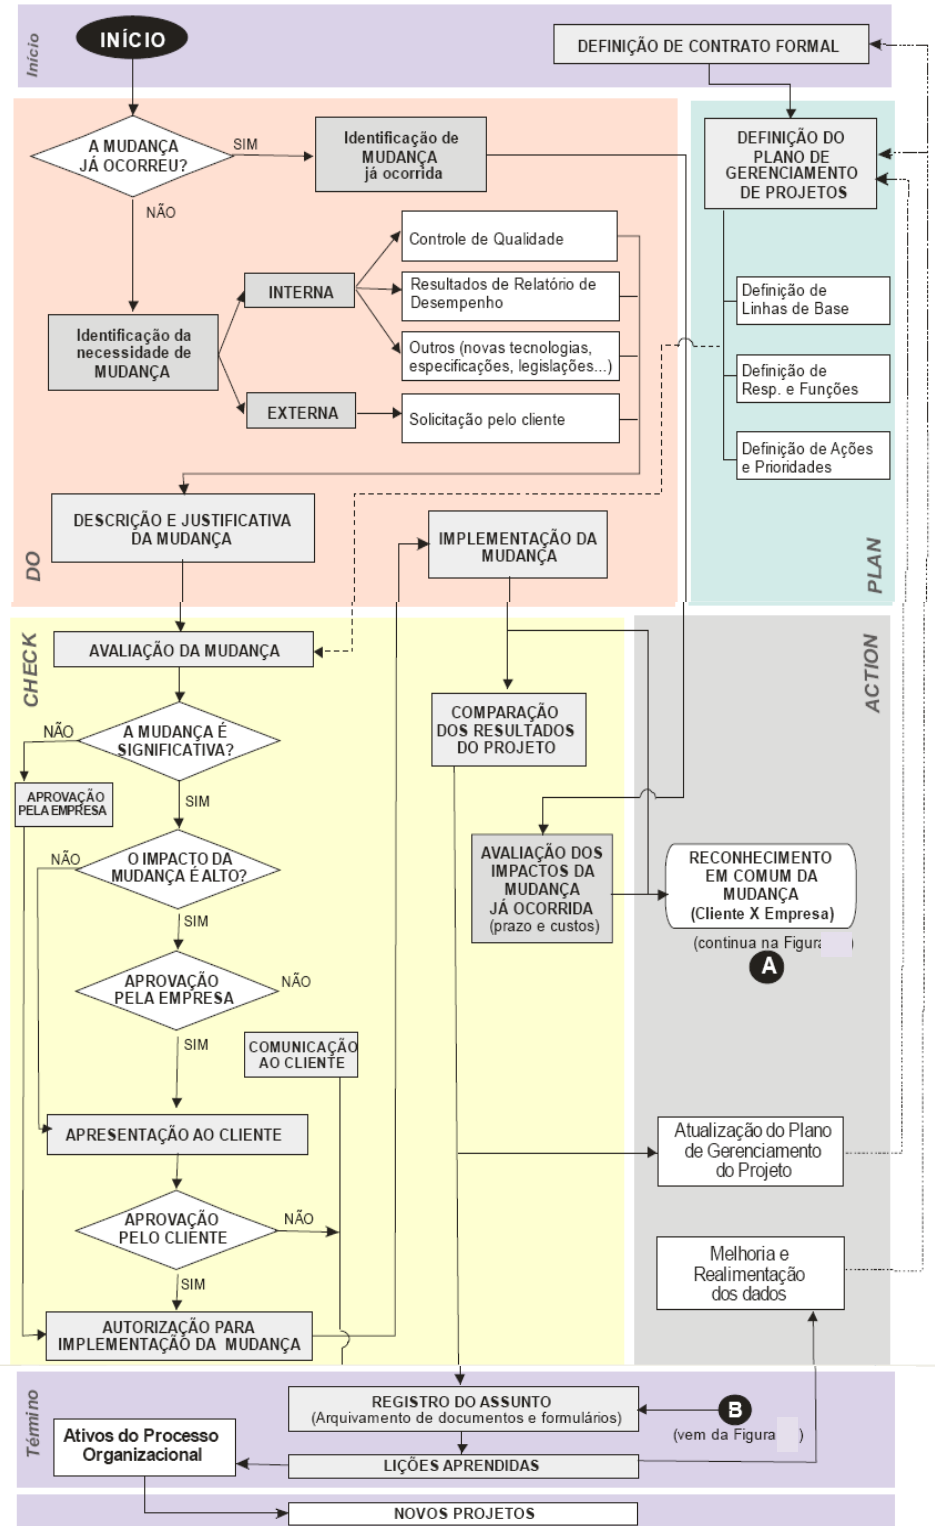 Início
INÍCIO
DEFINIÇÃO DE CONTRATO FORMAL
A MUDANÇA
JÁ OCORREU?
SIM
NÃO
Identificação de
MUDANÇA
já ocorrida
DEFINIÇÃO DO
PLANO DE
GERENCIAMENTO
DE PROJETOS
Identificação da
necessidade de
MUDANÇA
INTERNA
EXTERNA
Controle de Qualidade
Resultados de Relatório de
Desempenho
Outros (novas tecnologias,
especificações, legislações...)
Solicitação pelo cliente
Definição de
Linhas de Base
Definição de
Resp. e Funções
Definição de Ações
e Prioridades
PLAN
DO
DESCRIÇÃO E JUSTIFICATIVA
DA MUDANÇA
IMPLEMENTAÇÃO DA
MUDANÇA
CHECK
AVALIAÇÃO DA MUDANÇA
A MUDANÇA É
SIGNIFICATIVA?
NÃO
SIM
APROVAÇÃO
PELA EMPRESA
O IMPACTO DA
MUDANÇA É ALTO?
NÃO
SIM
APROVAÇÃO
PELA EMPRESA
NÃO
SIM
COMUNICAÇÃO
AO CLIENTE
APRESENTAÇÃO AO CLIENTE
APROVAÇÃO
PELO CLIENTE
NÃO
SIM
AUTORIZAÇÃO PARA
IMPLEMENTAÇÃO DA MUDANÇA
COMPARAÇÃO
DOS RESULTADOS
DO PROJETO
AVALIAÇÃO DOS
IMPACTOS DA
MUDANÇA
JÁ OCORRIDA
(prazo e custos)
ACTION
RECONHECIMENTO
EM COMUM DA
MUDANÇA
(Cliente X Empresa)
(continua na Figura )
A
Atualização do Plano
de Gerenciamento
do Projeto
Melhoria e
Realimentação
dos dados
Término
REGISTRO DO ASSUNTO
(Arquivamento de documentos e formulários)
B
(vem da Figura )
Ativos do Processo
Organizacional
LIÇÕES APRENDIDAS
NOVOS PROJETOS